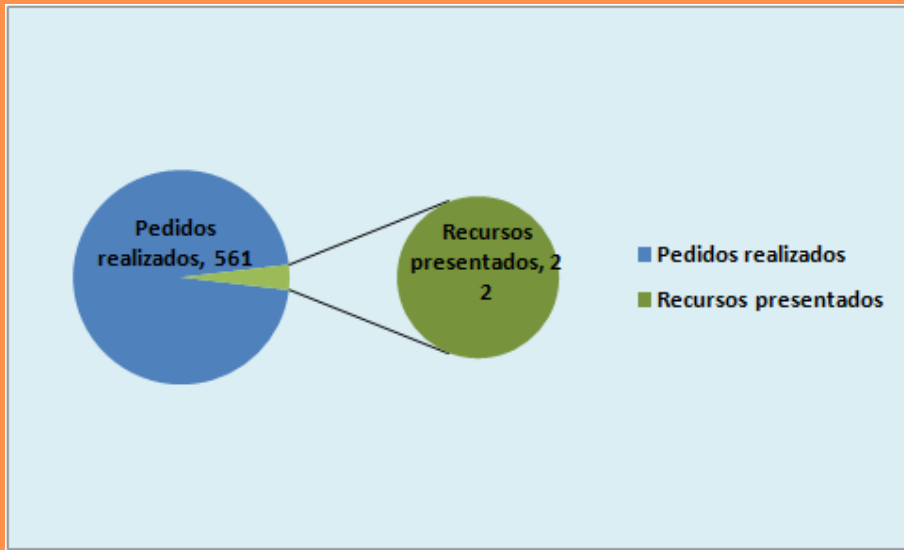 Pedidos
realizados, 561
Recursos
presentados, 2
2
Pedidos realizados
Recursos presentados